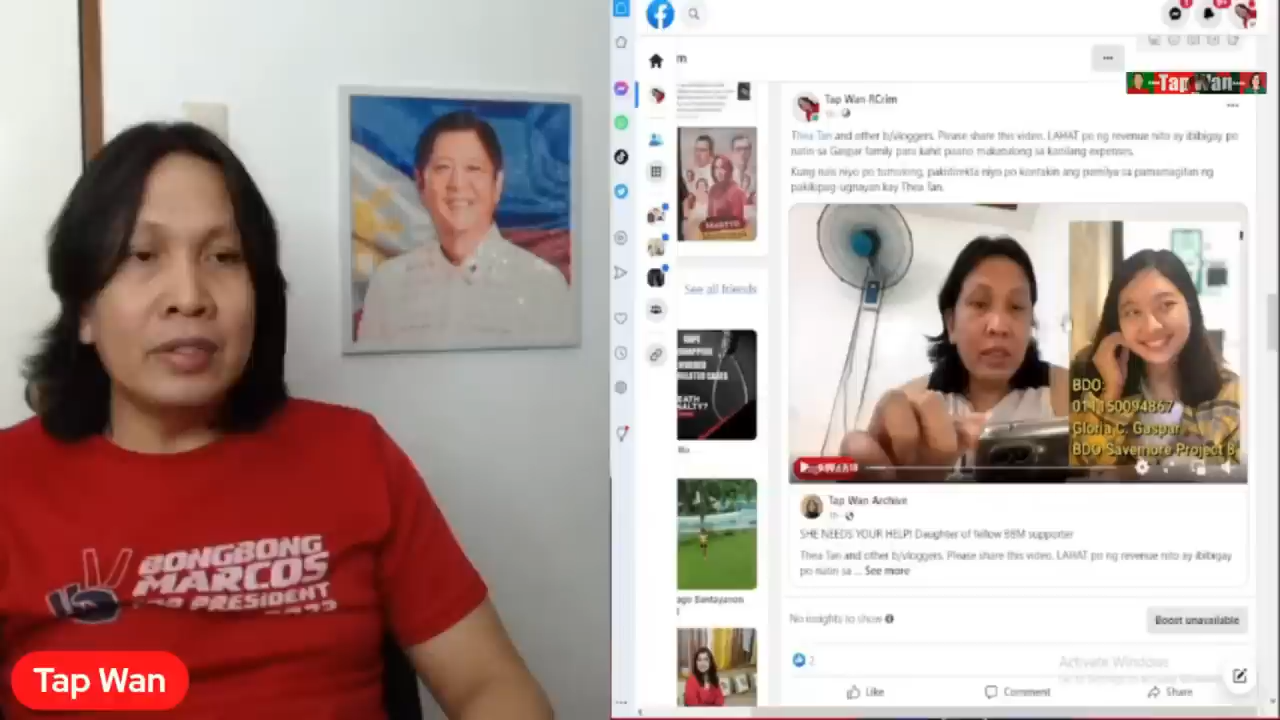 BONGBONG
MARCOS
FOR PRESIDENT
Tap Wan
Tap Wan
Tap Wan RCrim
Thea Tan and other b/vloggers. Please share this video. LAHAT po ng revenue nito ay ibibigay po
natin sa Gaspar family para kahit paano makatulong sa kanilang expenses.
Kung nais niyo po tumulong, pakidirekta niyo po kontakin ang pamilya sa pamamagitan ng
pakikipag-ugnayan kay Thea Tan.
See all friends
BDO:
011150094867
Gloria C. Gaspar
BDO Savemore Project 8
Tap Wan Archive
SHE NEEDS YOUR HELP! Daughter of fellow BBM supporter
Thea Tan and other b/vloggers. Please share this video. LAHAT po ng revenue nito ay ibibigay
po natin sa ... See more
No insights to show
Boost unavailable
2
Activate Windows
Like
Comment
Share